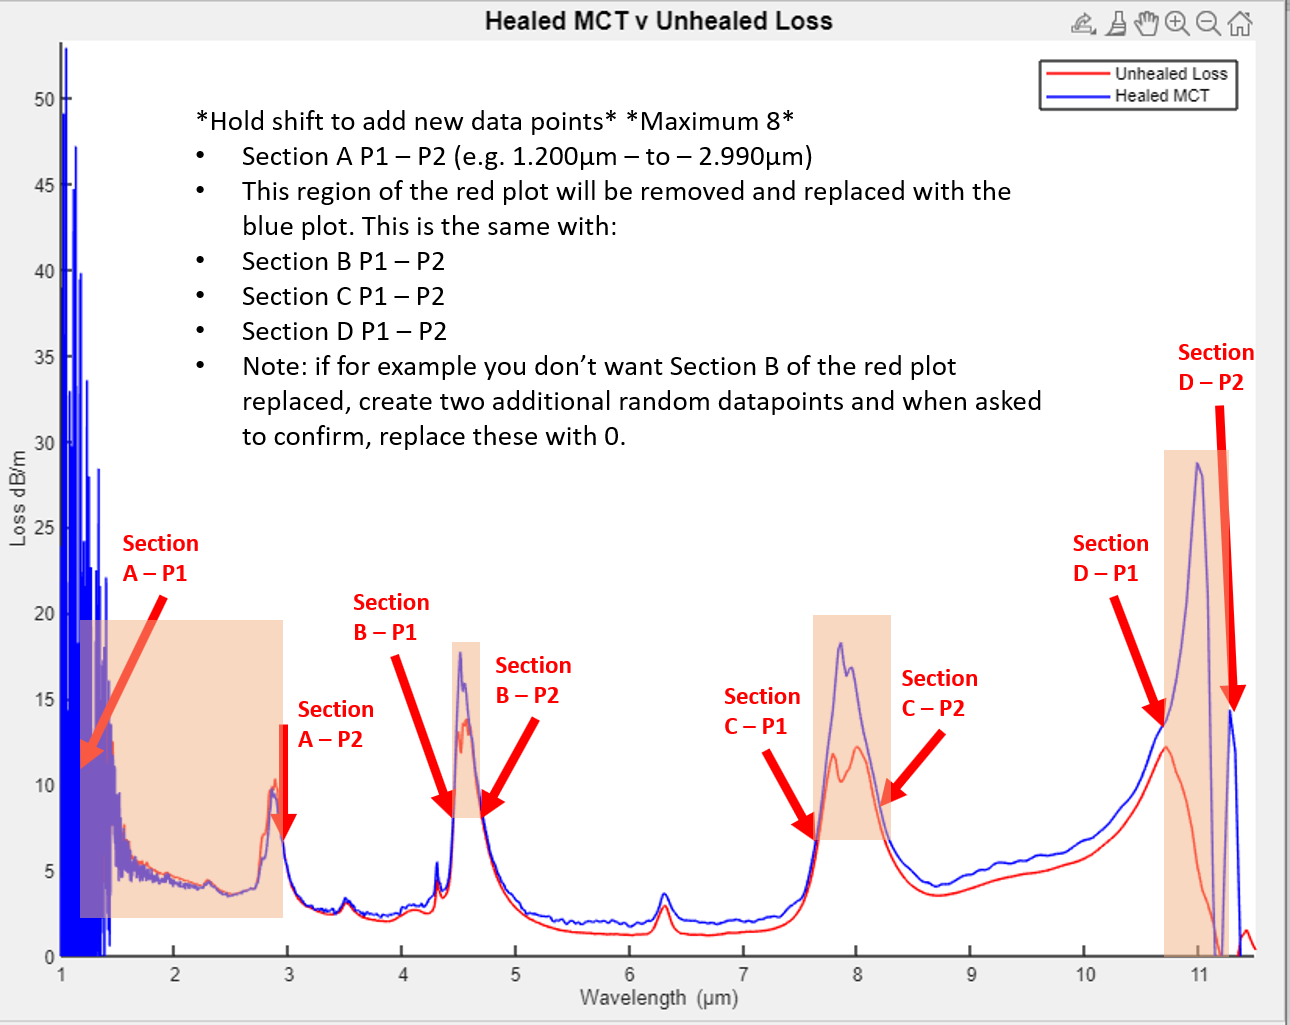 Healed MCT v Unhealed Loss
Unhealed Loss
Healed MCT
*Hold shift to add new data points* *Maximum 8*
• Section A P1 – P2 (e.g. 1.200µm – to – 2.990µm)
• This region of the red plot will be removed and replaced with the
blue plot. This is the same with:
• Section B P1 – P2
• Section C P1 – P2
• Section D P1 – P2
• Note: if for example you don’t want Section B of the red plot
replaced, create two additional random datapoints and when asked
to confirm, replace these with 0.
Section
D – P2
Section
A – P1
Section
D – P1
Section
B – P1
Section
B – P2
Section
C – P2
Section
C – P1
Section
A – P2
Loss dB/m
50
45
40
35
30
25
20
15
10
5
0
1 2 3 4 5 6 7 8 9 10 11
Wavelength (µm)